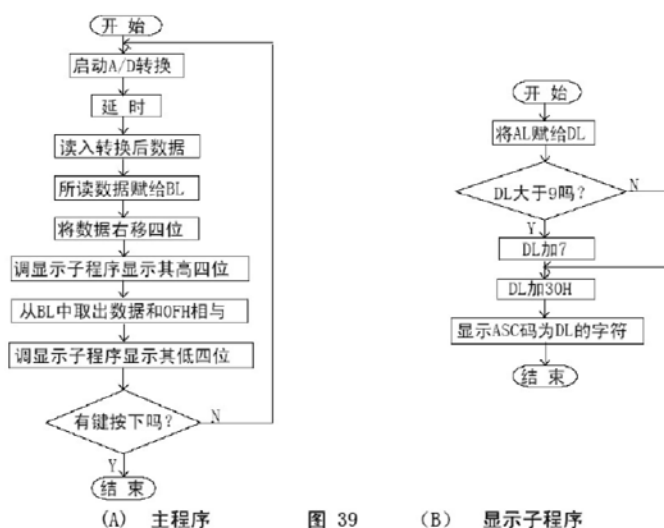 开 始
启动A/D转换
延 时
读入转换后数据
所读数据赋给BL
将数据右移四位
调显示子程序显示其高四位
从BL中取出数据和0FH相与
调显示子程序显示其低四位
有键按下吗?
N
Y
结 束
(A) 主程序
开 始
将AL赋给DL
DL大于9吗?
N
Y
DL加7
DL加30H
显示ASC码为DL的字符
结 束
图 39
(B) 显示子程序